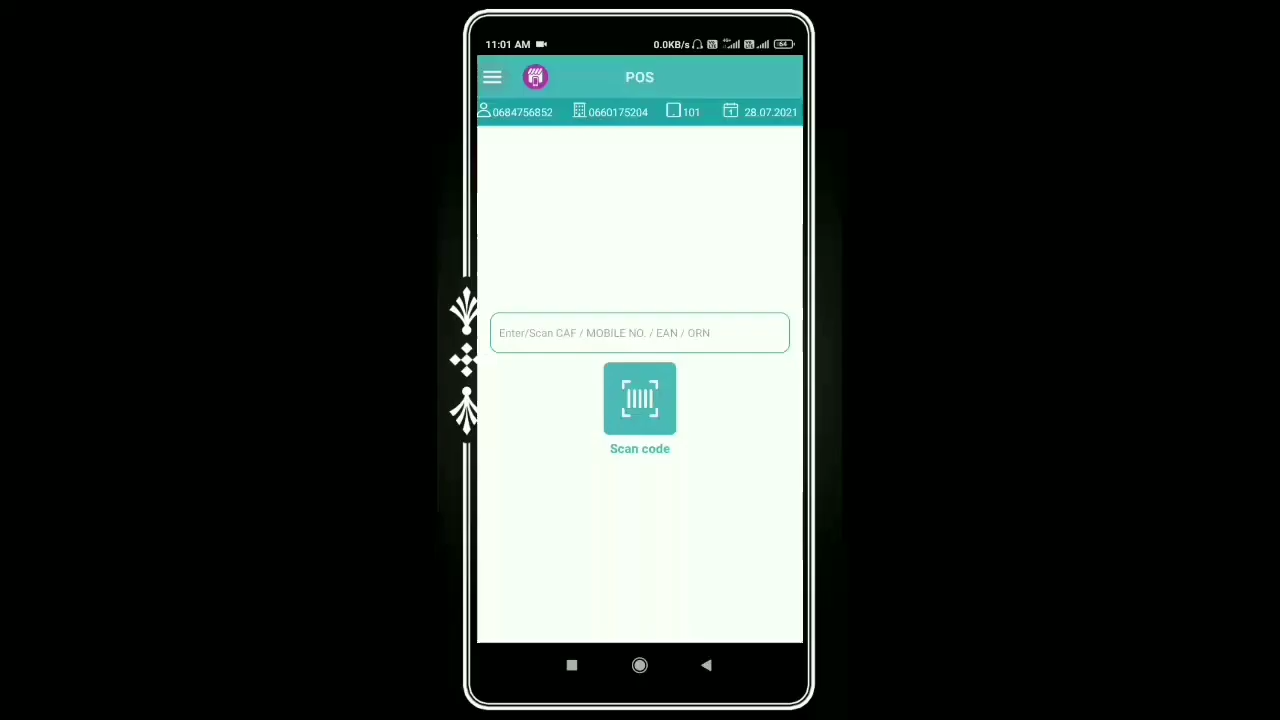 11:01 AM 0.0KB/s 64
POS
0684756852 0660175204 101 28.07.2021
Enter/Scan CAF / MOBILE NO. / EAN / ORN
Scan code